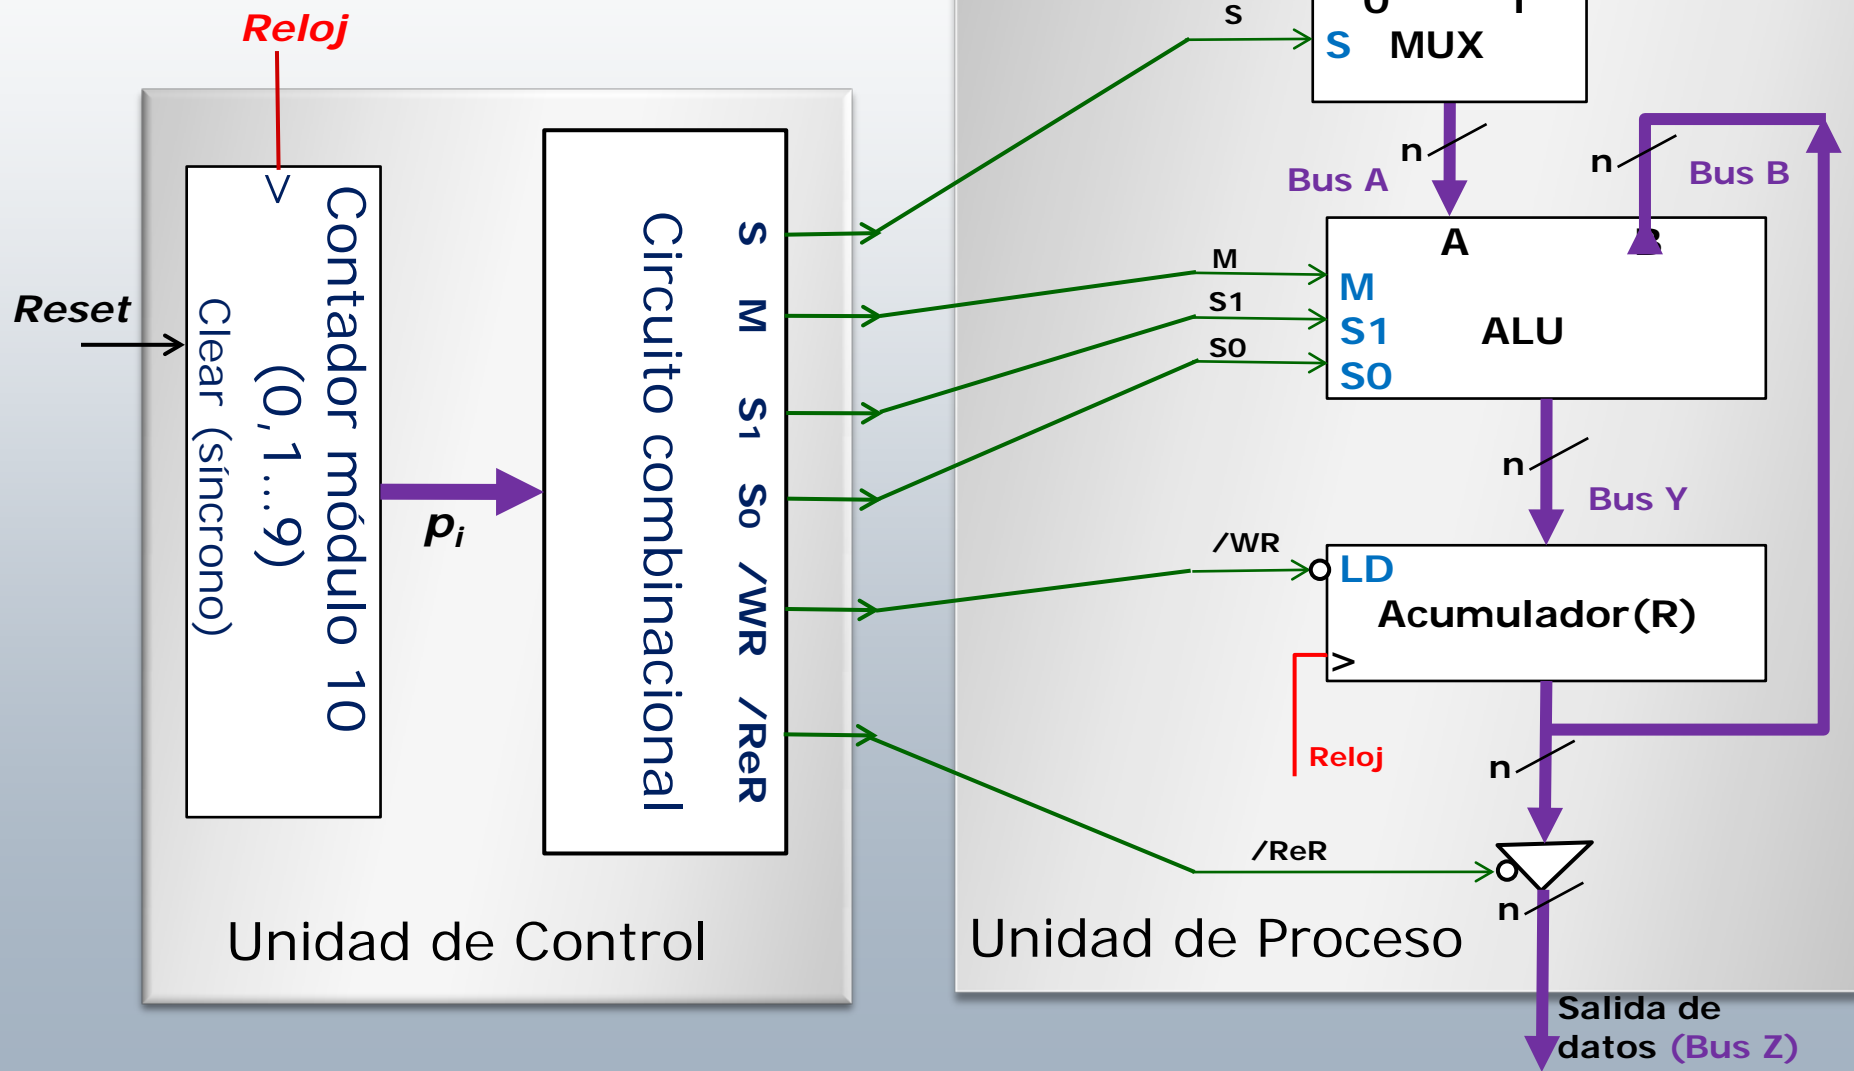 Reloj
Reset
>
Contador módulo 10
(0,1...9)
Clear (síncrono)
pi
Circuito combinacional
S
M
S1
S0
/WR
/ReR
Unidad de Control
S
S
MUX
n
Bus A
n
Bus B
A
M
S1
S0
M
S1
S0
ALU
n
Bus Y
/WR
LD
Acumulador(R)
>
Reloj
n
/ReR
n
Unidad de Proceso
Salida de
datos (Bus Z)